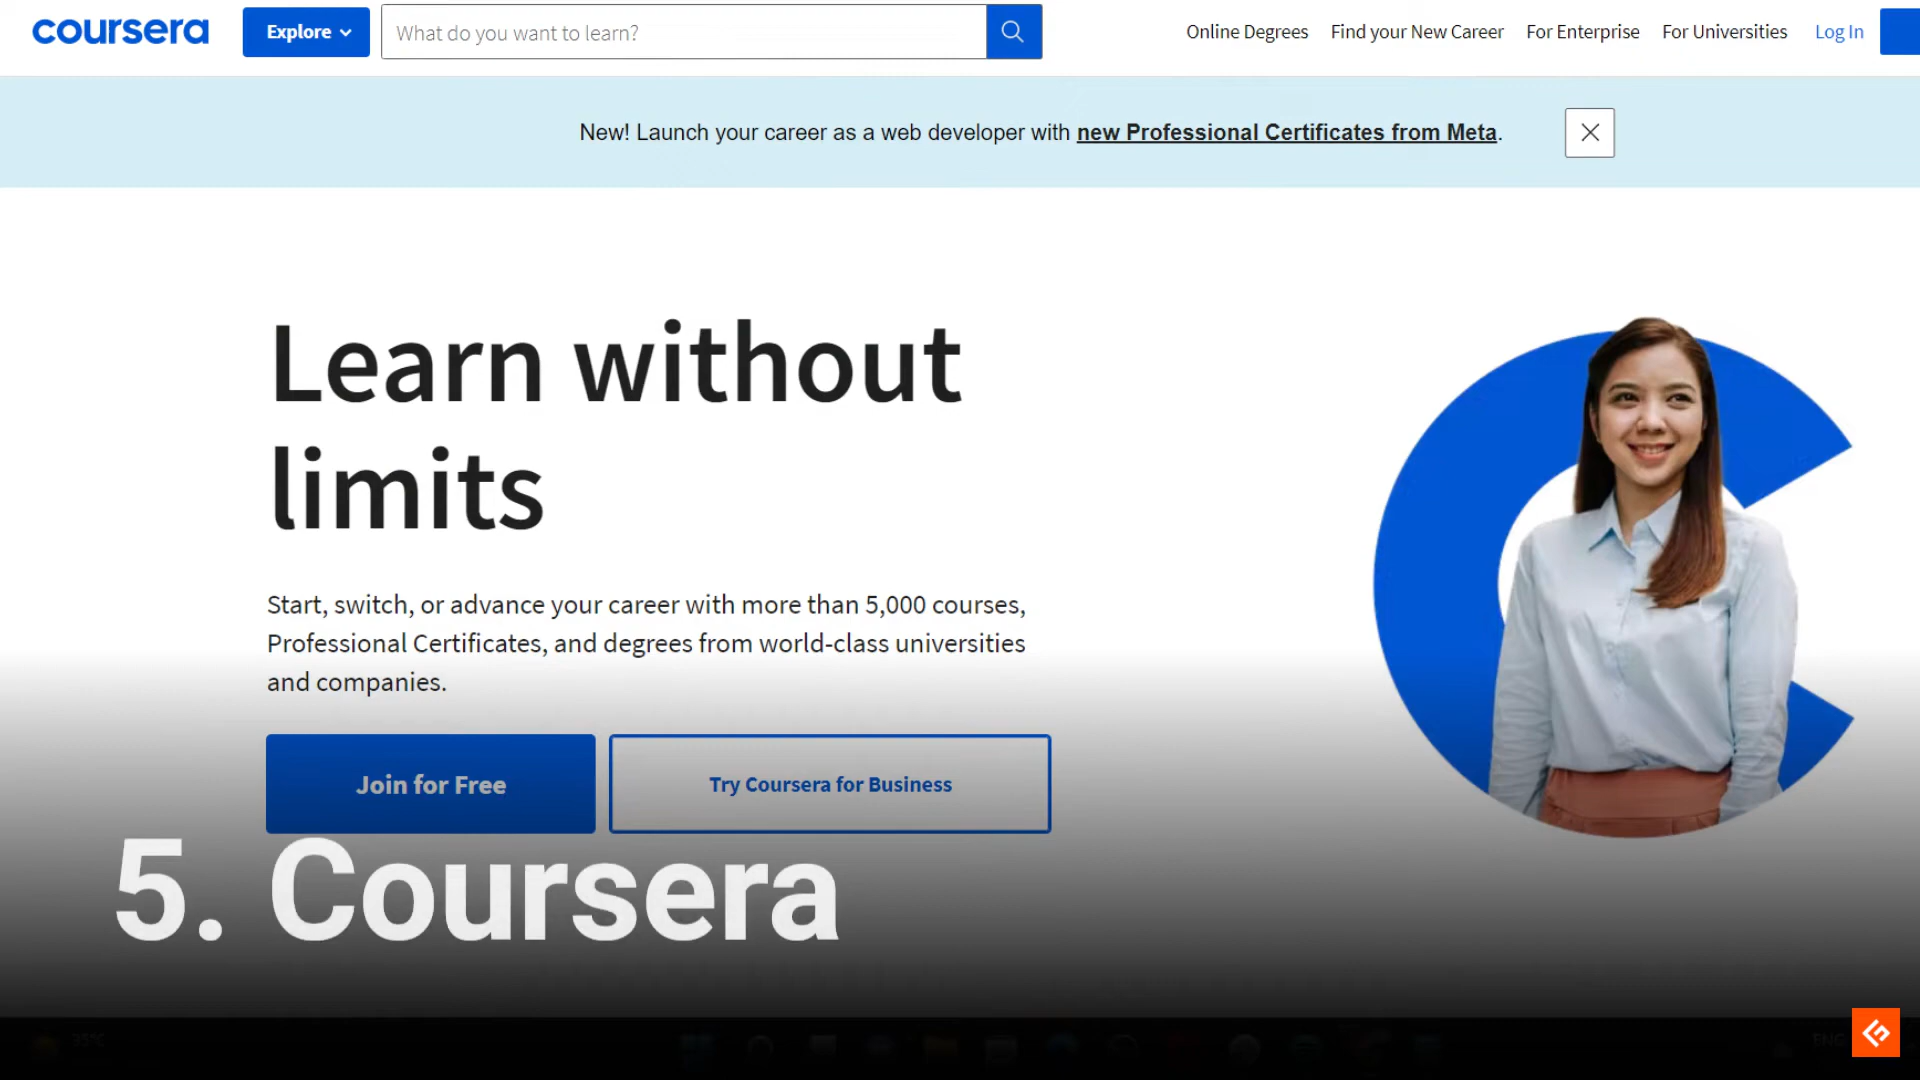 coursera
Explore
What do you want to learn?
Online Degrees
Find your New Career
For Enterprise
For Universities
Log In
New! Launch your career as a web developer with new Professional Certificates from Meta.
Learn without
limits
Start, switch, or advance your career with more than 5,000 courses,
Professional Certificates, and degrees from world-class universities
and companies.
Join for Free
Try Coursera for Business
5. Coursera
35°C
ENG